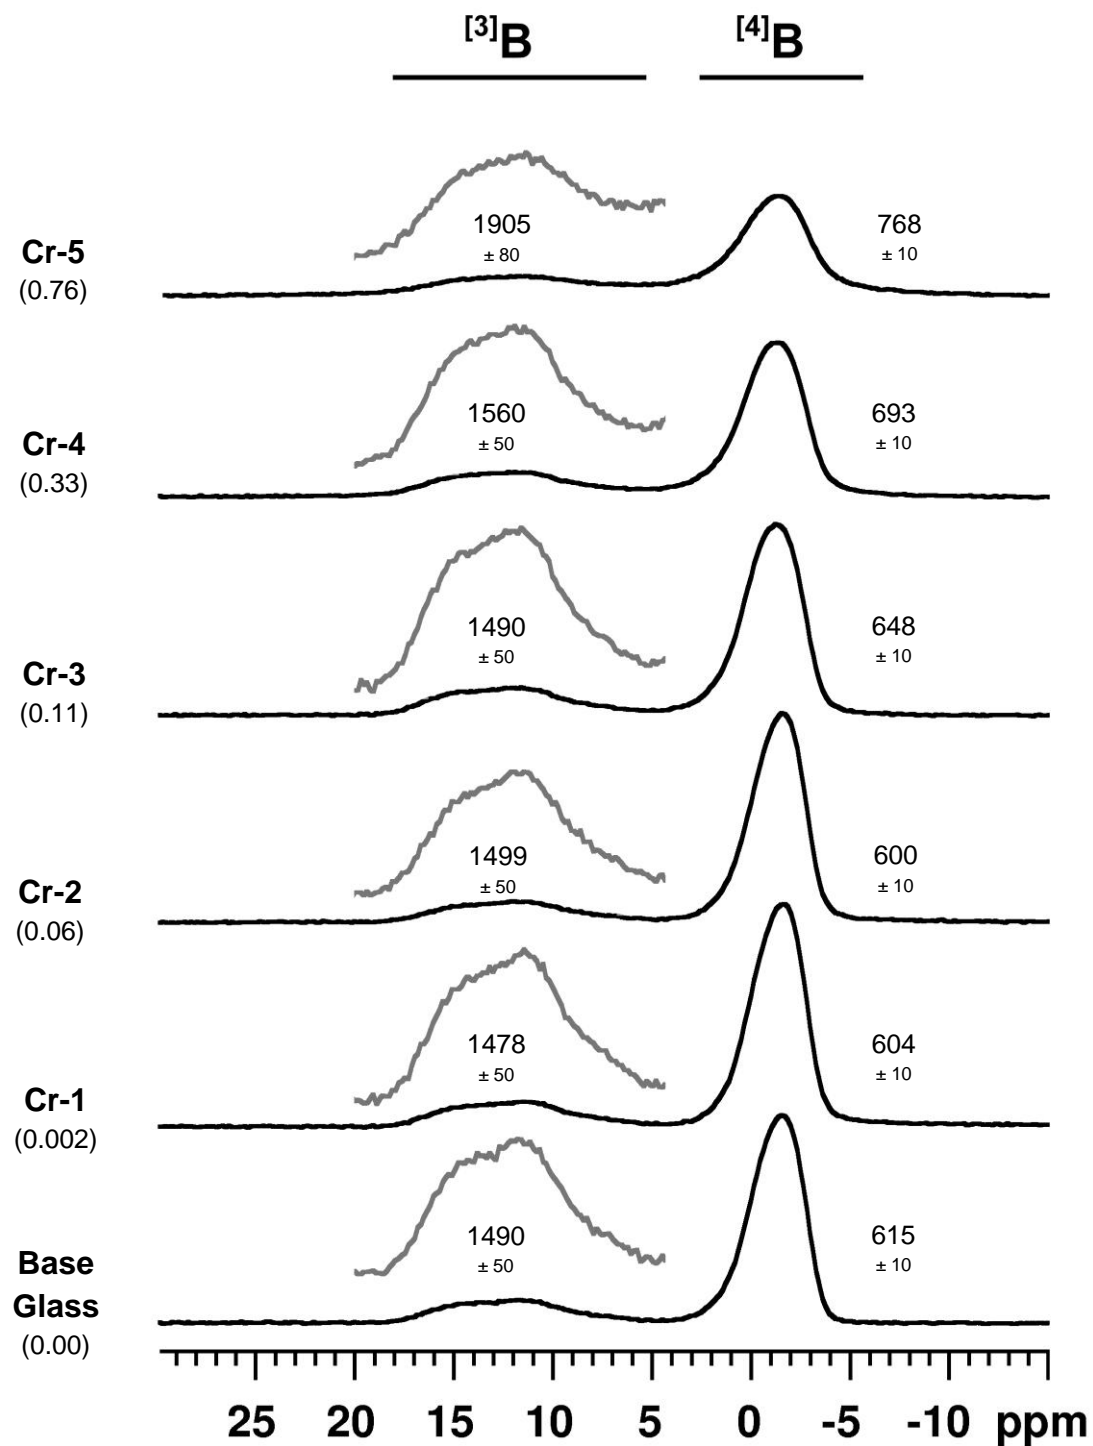 [3]B [4]B
1905 768
Cr-5 ± 80 ± 10
(0.76)
1560 693
Cr-4 ± 50 ± 10
(0.33)
1490 648
Cr-3 ± 50 ± 10
(0.11)
1499 600
Cr-2 ± 50 ± 10
(0.06)
1478 604
Cr-1 ± 50 ± 10
(0.002)
1490 615
Base ± 50 ± 10
Glass
(0.00)
25 20 15 10 5 0 -5 -10 ppm